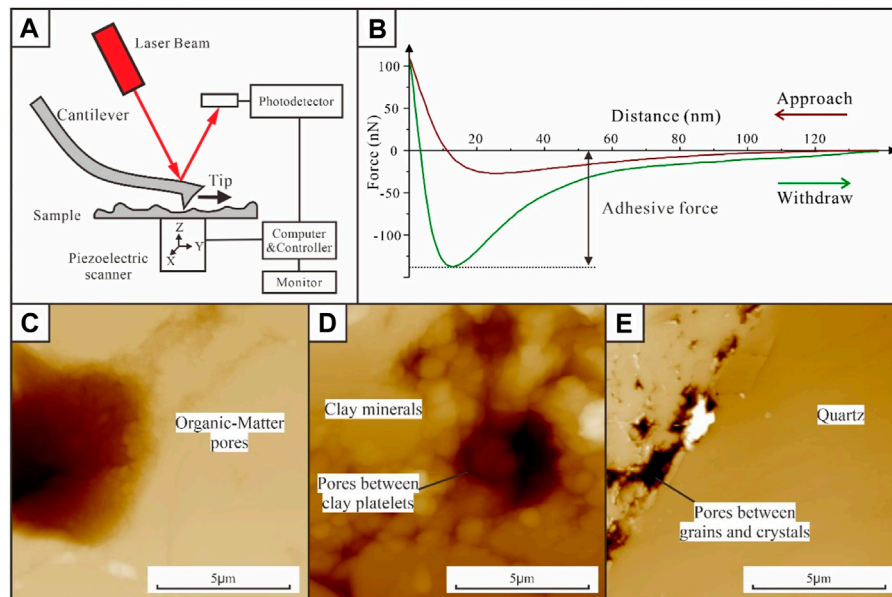 A
Laser Beam
Photodetector
Cantilever
Tip
Sample
Z
Y
X
Piezoelectric
scanner
Computer
&Controller
Monitor
B
100
50
0
-50
-100
Force (nN)
Distance (nm)
20
40
60
80
100
120
Approach
Withdraw
Adhesive force
C
Organic-Matter
pores
5μm
D
Clay minerals
Pores between
clay platelets
5μm
E
Quartz
Pores between
grains and crystals
5μm